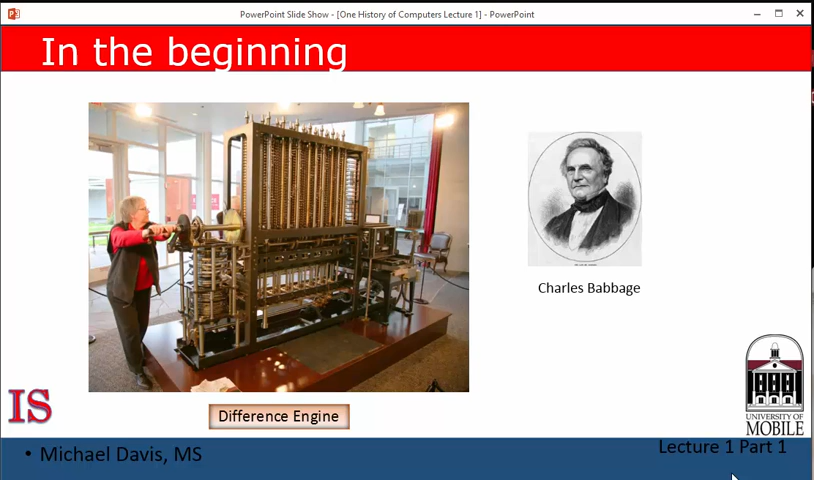 PowerPoint Slide Show - [One History of Computers Lecture 1] - PowerPoint
In the beginning
Charles Babbage
Difference Engine
IS
UNIVERSITY OF
MOBILE
• Michael Davis, MS
Lecture 1 Part 1